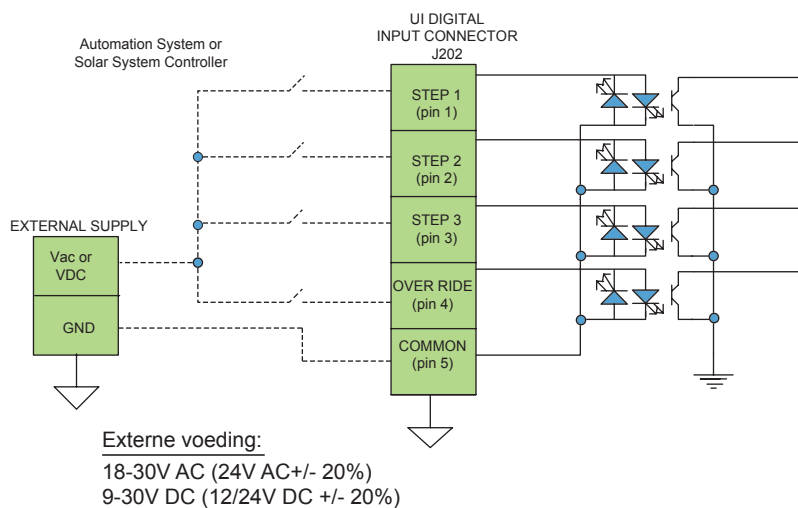 UI DIGITAL
INPUT CONNECTOR
J202
Automation System or
Solar System Controller
STEP 1
(pin 1)
STEP 2
(pin 2)
STEP 3
(pin 3)
EXTERNAL SUPPLY
Vac or
VDC
OVER RIDE
(pin 4)
GND
COMMON
(pin 5)
Externe voeding:
18-30V AC (24V AC+/- 20%)
9-30V DC (12/24V DC +/- 20%)